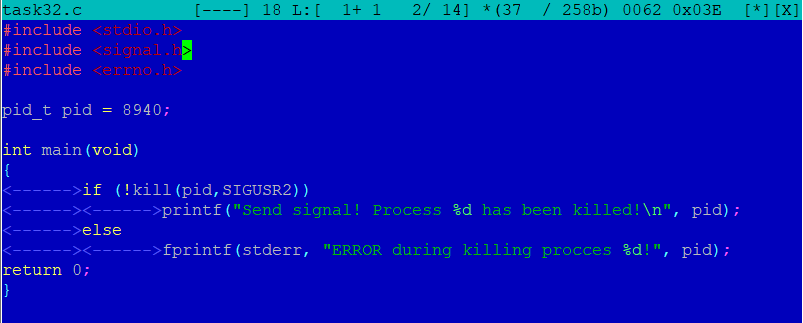 task32.c [----] 18 L:[ 1+ 1 2/ 14] *(37 / 258b) 0062 0x03E [*][X]
#include <stdio.h>
#include <signal.h>
#include <errno.h>
pid_t pid = 8940;
int main(void)
{
<------>if (!kill(pid,SIGUSR2))
<------><------>printf("Send signal! Process %d has been killed!\n", pid);
<------>else
<------><------>fprintf(stderr, "ERROR during killing procces %d!", pid);
return 0;
}